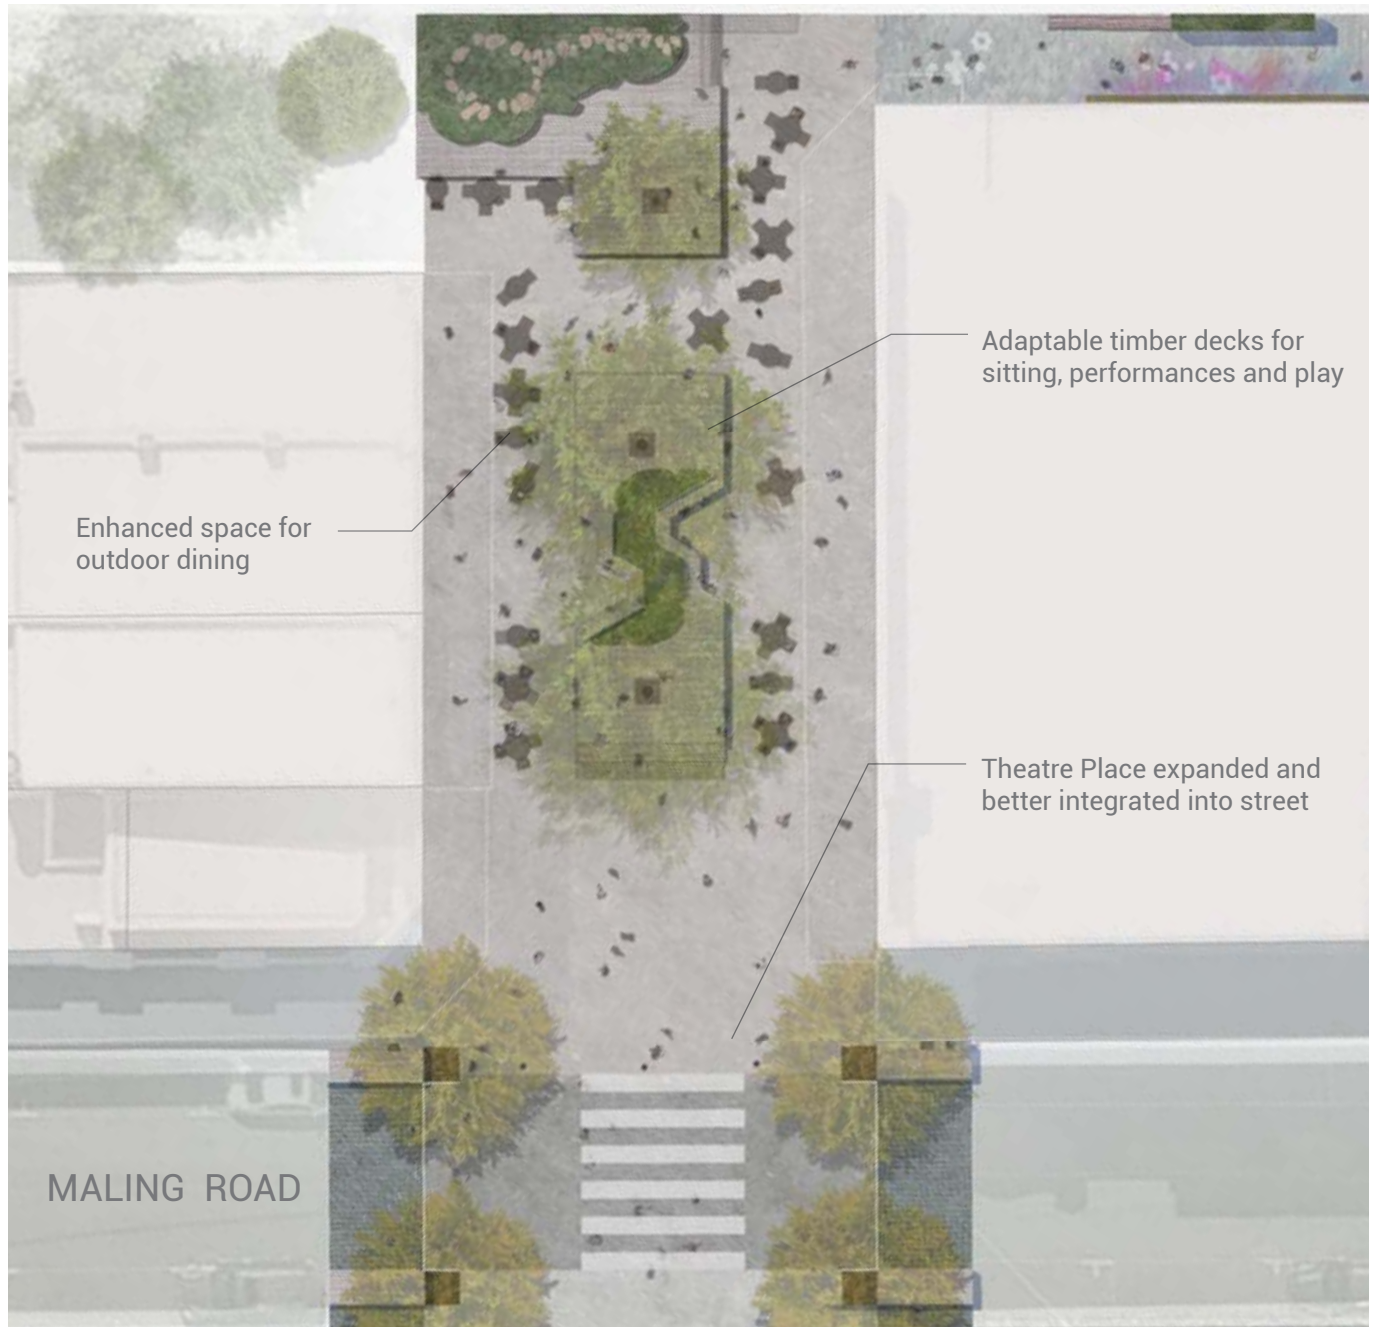 Adaptable timber decks for
sitting, performances and play
Enhanced space for
outdoor dining
Theatre Place expanded and
better integrated into street
MALING ROAD